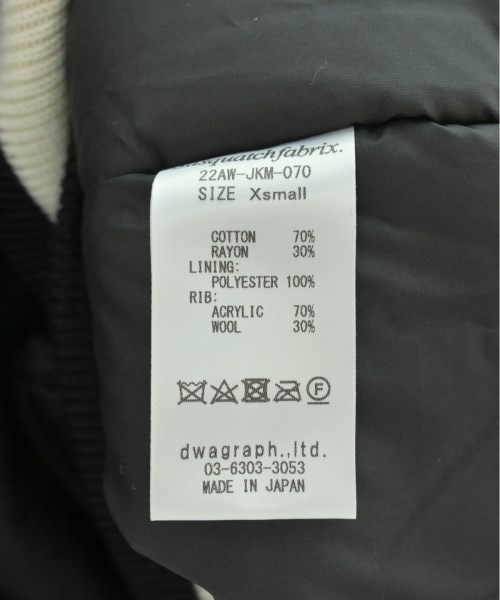 Sasquatchfabrix.
22AW-JKM-070
SIZE Xsmall
COTTON 70%
RAYON 30%
LINING:
POLYESTER 100%
RIB:
ACRYLIC 70%
WOOL 30%
F
dwagraph.,ltd.
03-6303-3053
MADE IN JAPAN